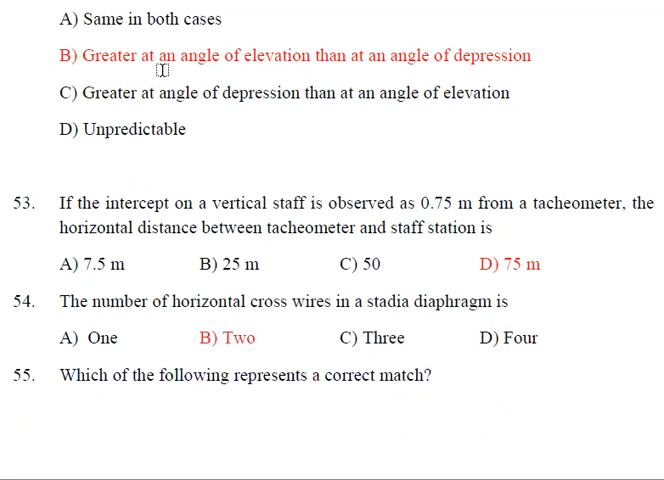 A) Same in both cases
B) Greater at an angle of elevation than at an angle of depression
C) Greater at angle of depression than at an angle of elevation
D) Unpredictable
53. If the intercept on a vertical staff is observed as 0.75 m from a tacheometer, the
horizontal distance between tacheometer and staff station is
A) 7.5 m B) 25 m C) 50 D) 75 m
54. The number of horizontal cross wires in a stadia diaphragm is
A) One B) Two C) Three D) Four
55. Which of the following represents a correct match?